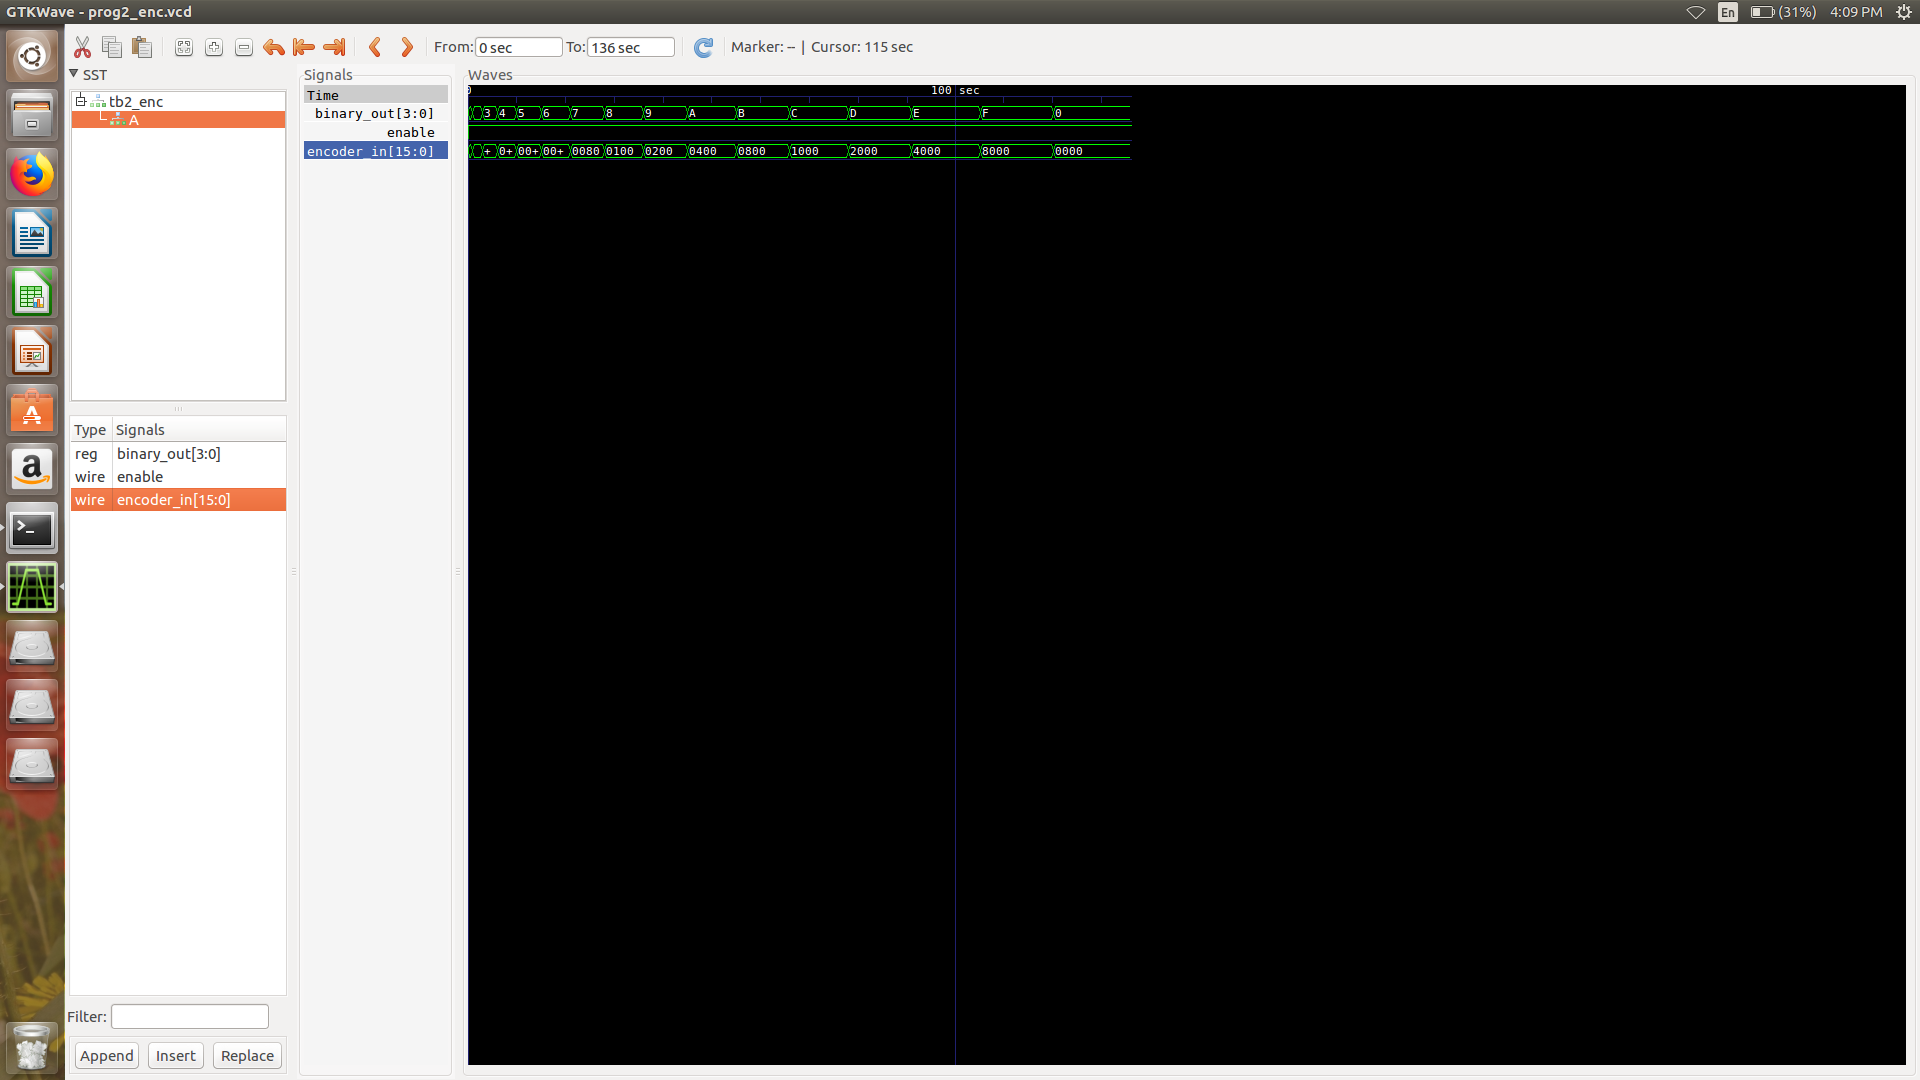 GTKWave - prog2_enc.vcd
En (31%) 4:09 PM
From: 0 sec To: 136 sec Marker: -- | Cursor: 115 sec
SST
tb2_enc
A
Type Signals
reg binary_out[3:0]
wire enable
wire encoder_in[15:0]
Filter:
Append Insert Replace
Signals
Time
binary_out[3:0]
enable
encoder_in[15:0]
Waves
0 100 sec
3 4 5 6 7 8 9 A B C D E F 0
+ 0+ 00+ 00+ 0080 0100 0200 0400 0800 1000 2000 4000 8000 0000